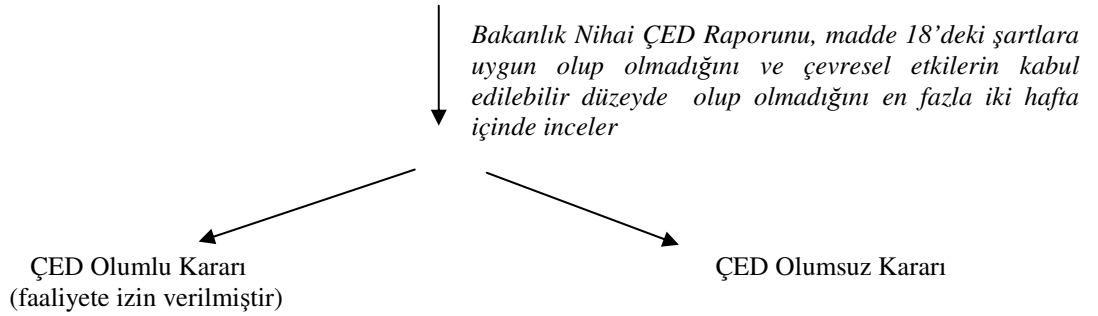 Bakanlık Nihai ÇED Raporunu, madde 18’deki şartlara
uygun olup olmadığını ve çevresel etkilerin kabul
edilebilir düzeyde olup olmadığını en fazla iki hafta
içinde inceler
ÇED Olumlu Kararı
(faaliyete izin verilmiştir)
ÇED Olumsuz Kararı